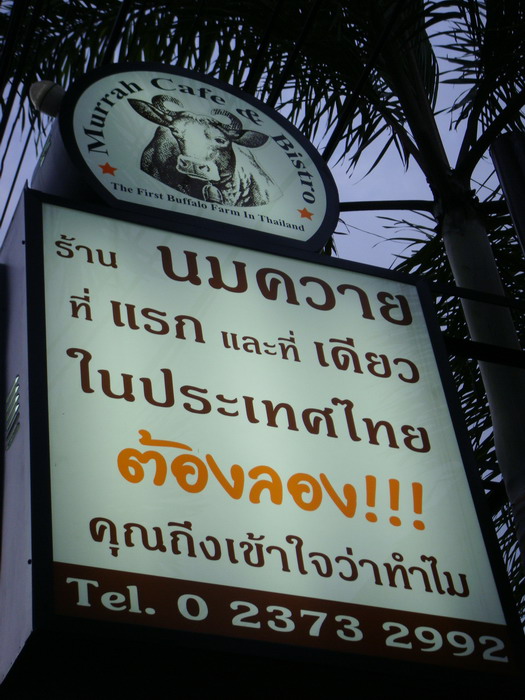 Murrah Cafe & Bistro
The First Buffalo Farm In Thailand
ร้าน นมควาย
ที่ แรก และที่ เดียว
ในประเทศไทย
ต้องลอง!!!
คุณถึงเข้าใจว่าทำไม
Tel. 0 2373 2992